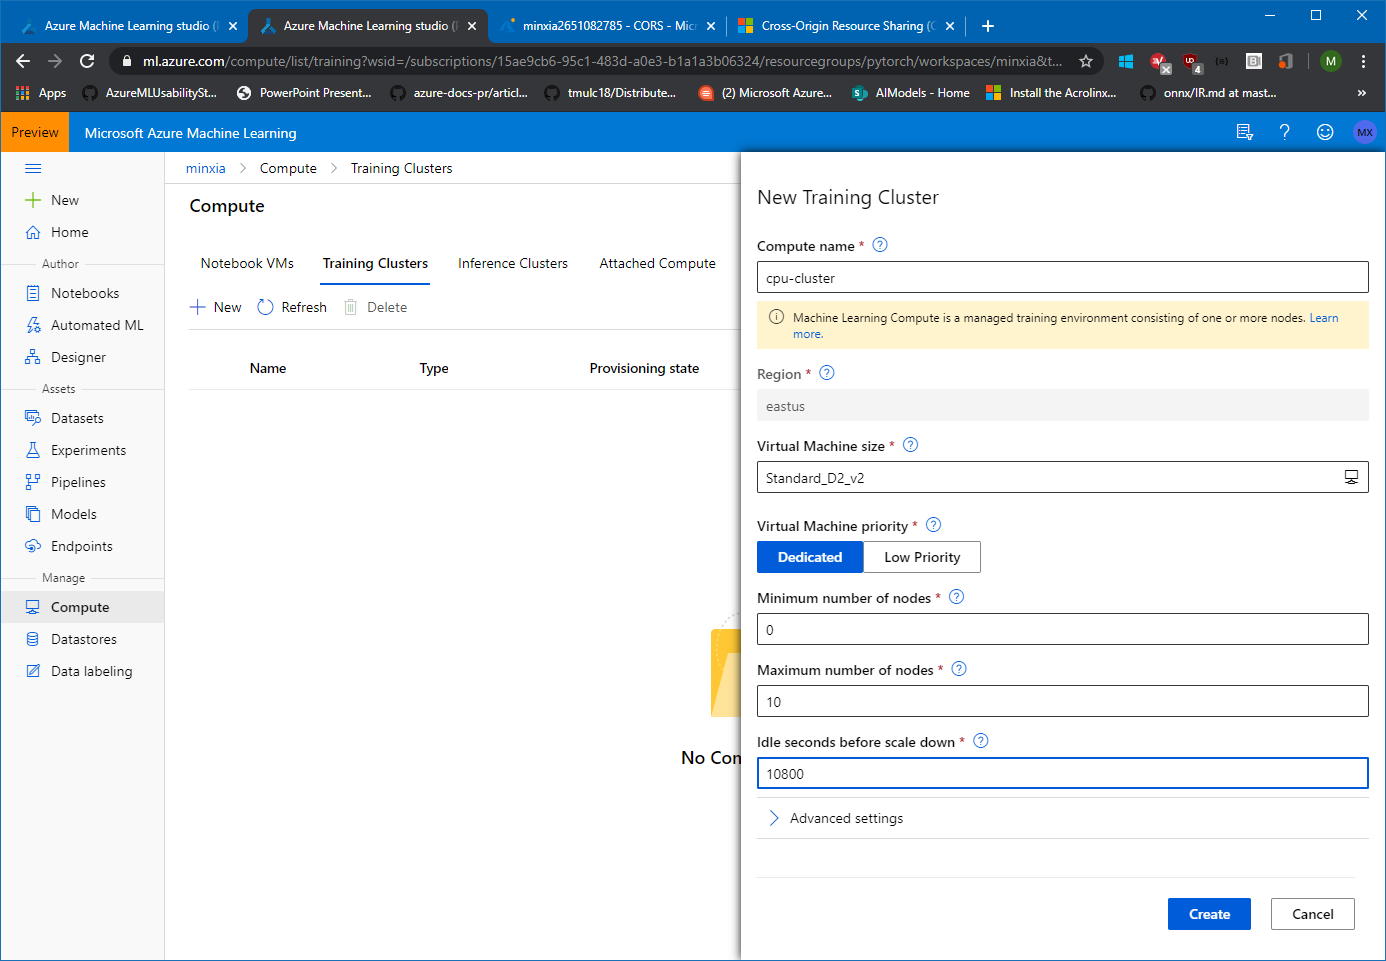 Azure Machine Learning studio (
Azure Machine Learning studio (
minxia2651082785 - CORS - Micr
Cross-Origin Resource Sharing (
ml.azure.com/compute/list/training?wsid=/subscriptions/15ae9cb6-95c1-483d-a0e3-b1a1a3b06324/resourcegroups/pytorch/workspaces/minxia&t...
4
M
Apps
AzureMLUsabilitySt...
PowerPoint Present...
azure-docs-pr/articl...
tmulc18/Distribute...
(2) Microsoft Azure...
AIModels - Home
Install the Acrolinx...
onnx/IR.md at mast...
»
Preview
Microsoft Azure Machine Learning
MX
New
Home
Author
Notebooks
Automated ML
Designer
Assets
Datasets
Experiments
Pipelines
Models
Endpoints
Manage
Compute
Datastores
Data labeling
minxia > Compute > Training Clusters
Compute
Notebook VMs
Training Clusters
Inference Clusters
Attached Compute
New
Refresh
Delete
Name
Type
Provisioning state
No Con
New Training Cluster
Compute name * ?
cpu-cluster
Machine Learning Compute is a managed training environment consisting of one or more nodes. Learn
more.
Region * ?
eastus
Virtual Machine size * ?
Standard_D2_v2
Virtual Machine priority * ?
Dedicated
Low Priority
Minimum number of nodes * ?
0
Maximum number of nodes * ?
10
Idle seconds before scale down * ?
10800
Advanced settings
Create
Cancel